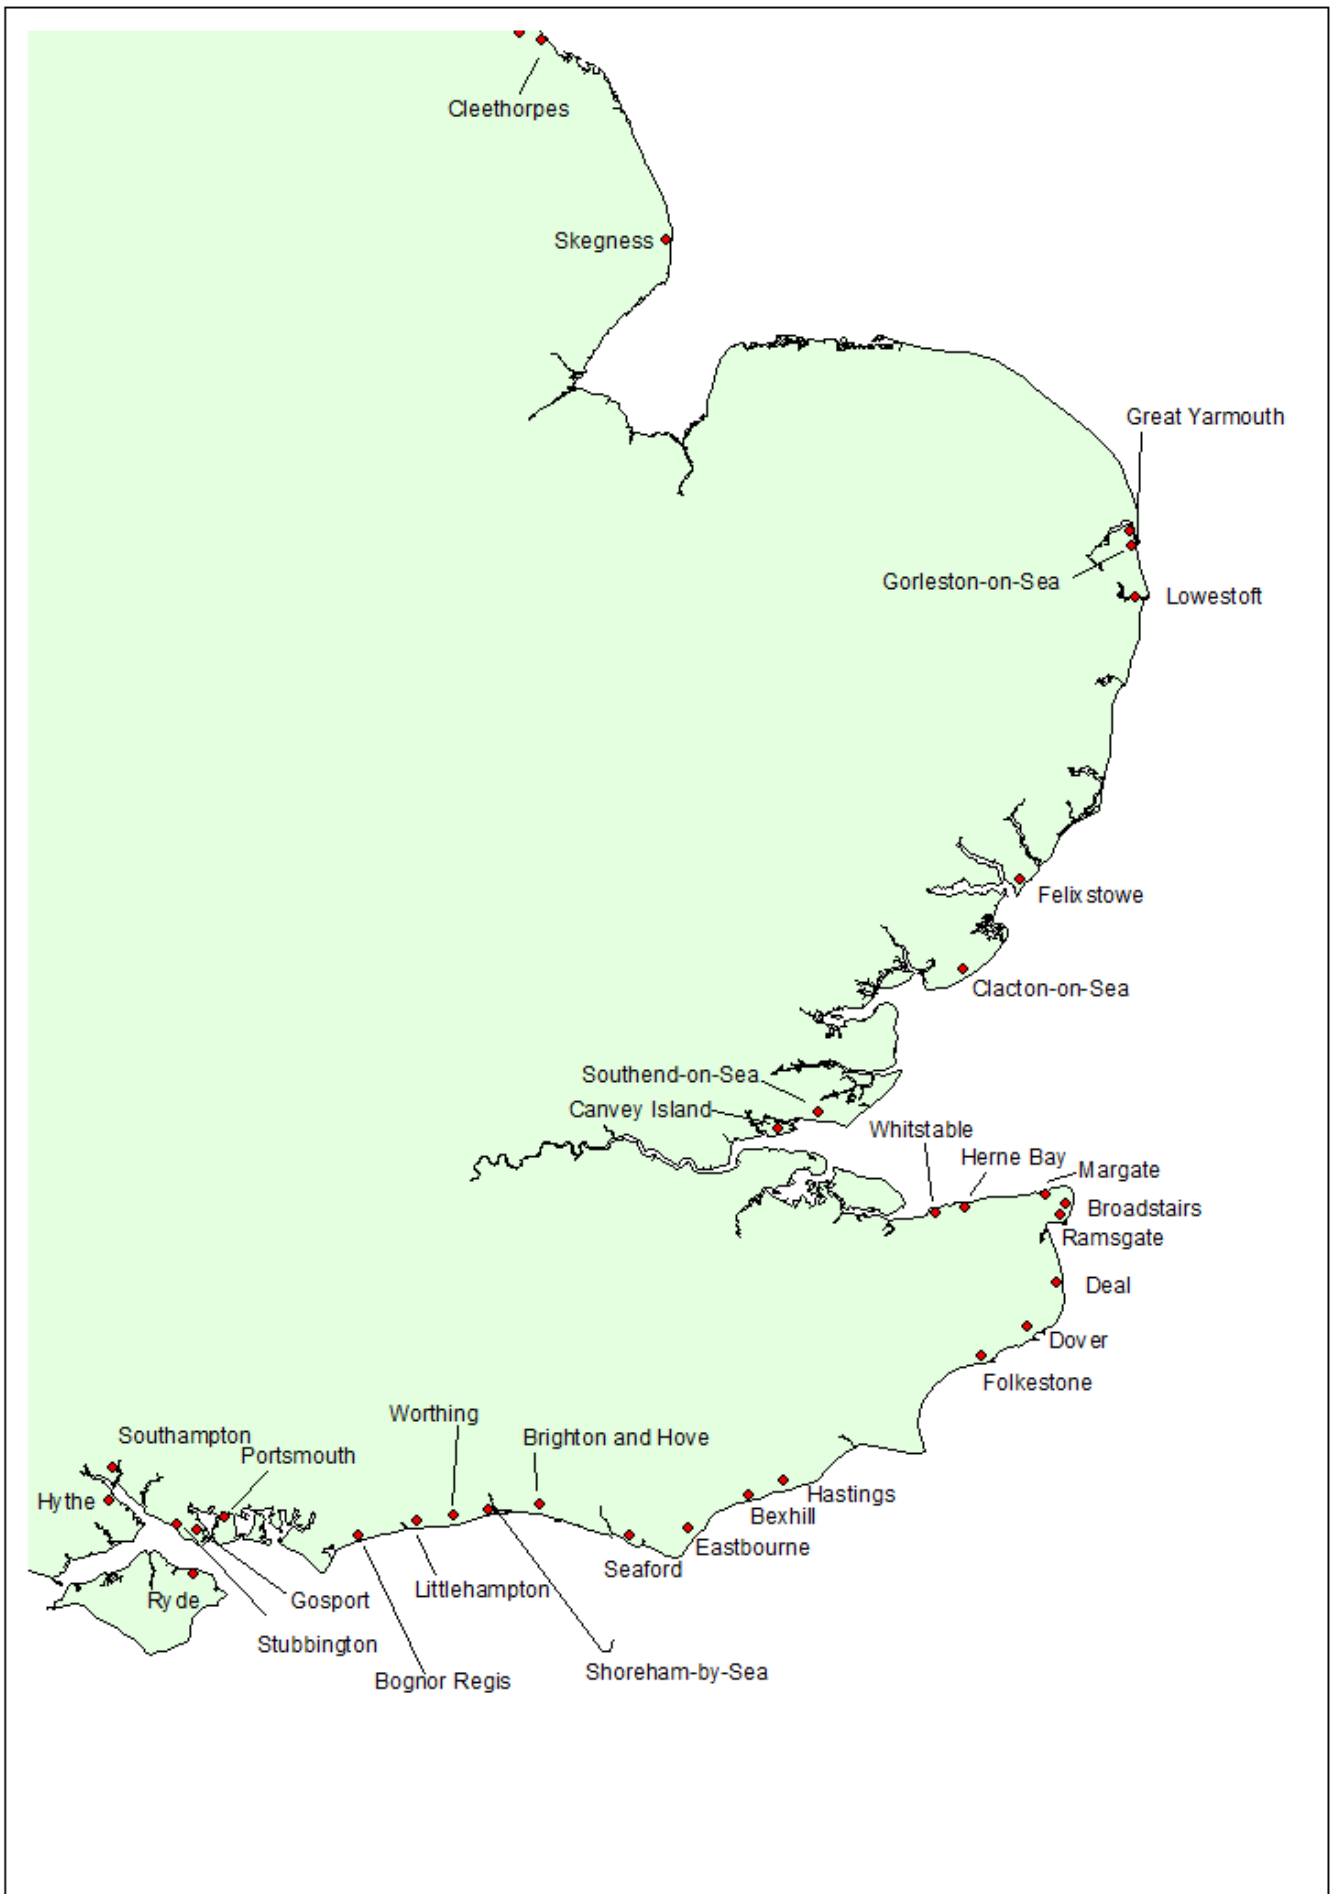 Cleethorpes
Skegness
Great Yarmouth
Gorleston-on-Sea
Lowestoft
Felixstowe
Clacton-on-Sea
Southend-on-Sea
Canvey Island
Whitstable
Herne Bay
Margate
Broadstairs
Ramsgate
Deal
Dover
Folkestone
Worthing
Southampton
Brighton and Hove
Portsmouth
Hythe
Hastings
Bexhill
Eastbourne
Seaford
Littlehampton
Ryde
Gosport
Stubbington
Shoreham-by-Sea
Bognor Regis